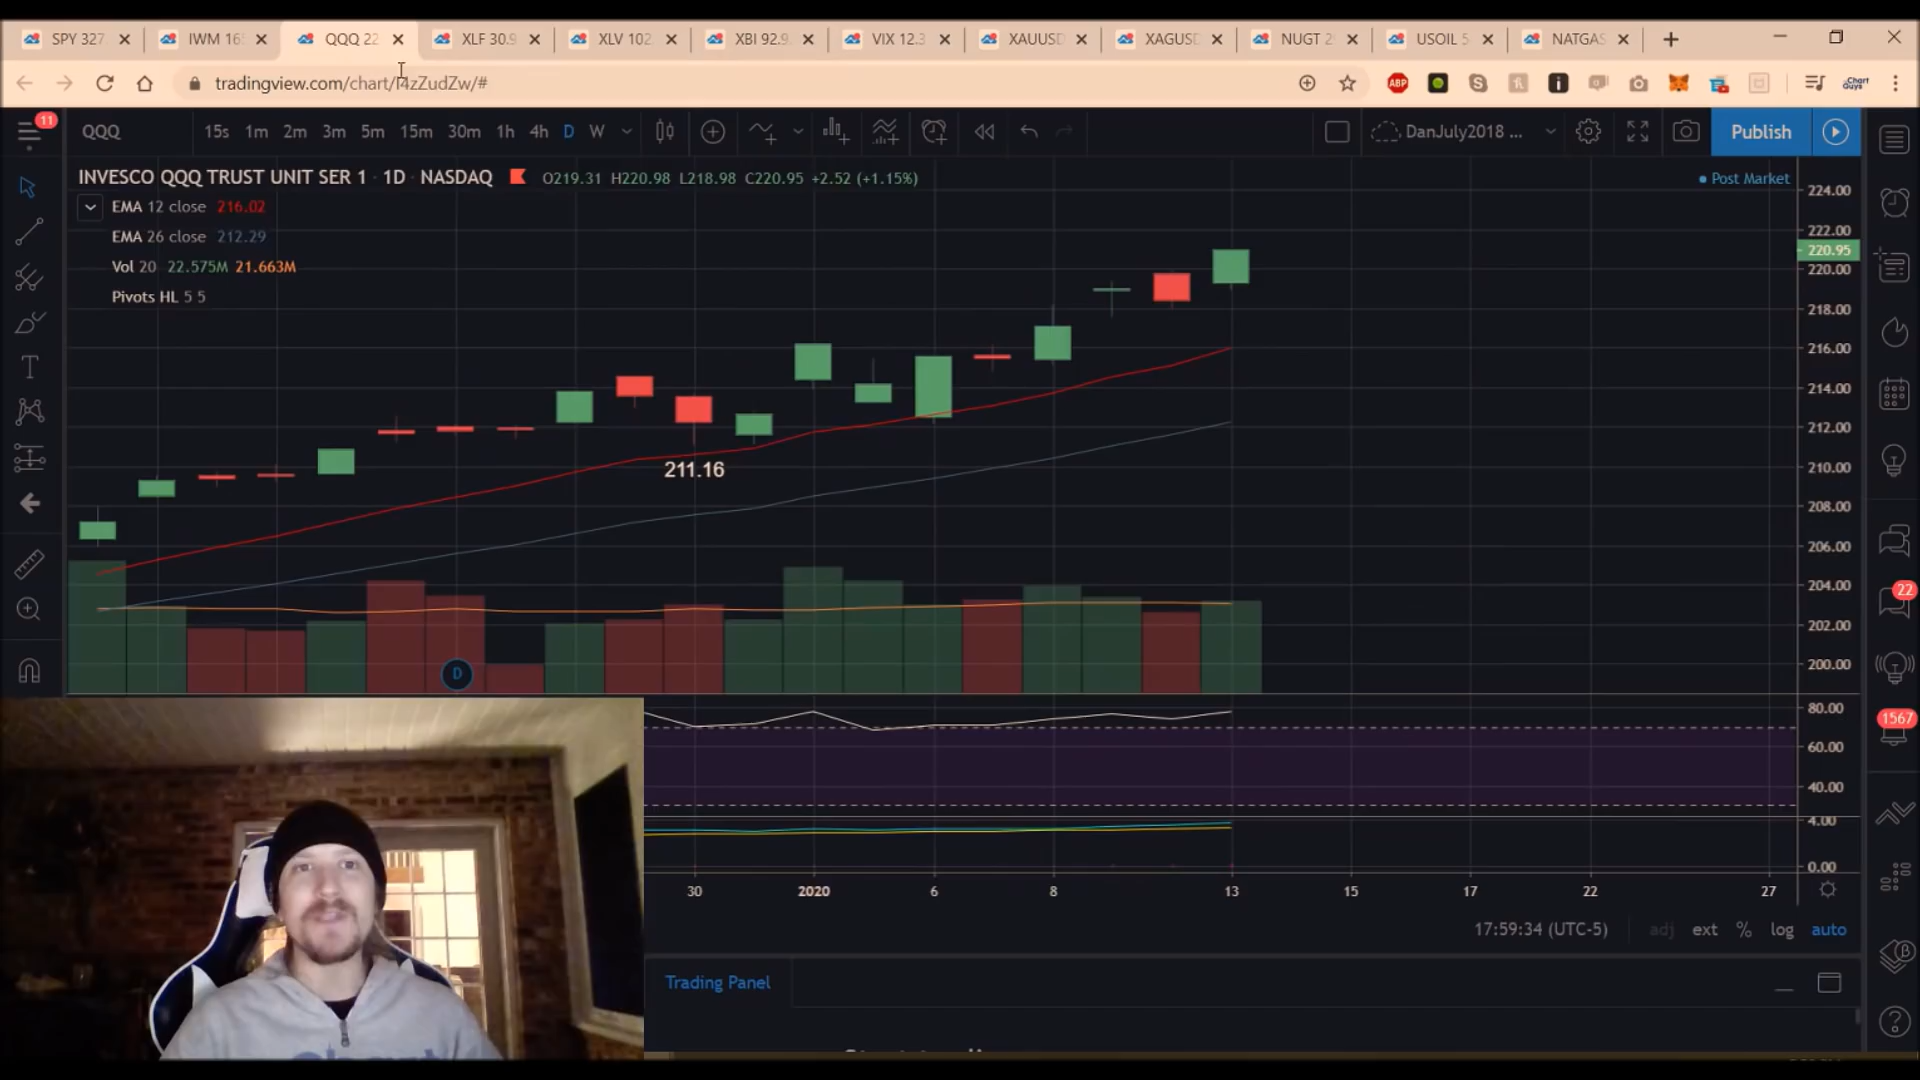 SPY 327. IWM 16 QQQ 22 XLF 30.9 XLV 102 XBI 92.9 VIX 12.3 XAUUSD XAGUSD NUGT 2 USOIL 5 NATGAS
tradingview.com/chart/I4zZudZw/#
ABP Chart Guys
11 QQQ 15s 1m 2m 3m 5m 15m 30m 1h 4h D W DanJuly2018 ... Publish
INVESCO QQQ TRUST UNIT SER 1 · 1D · NASDAQ O219.31 H220.98 L218.98 C220.95 +2.52 (+1.15%) Post Market
EMA 12 close 216.02
EMA 26 close 212.29
Vol 20 22.575M 21.663M
Pivots HL 5 5
224.00
222.00
220.95
220.00
218.00
216.00
214.00
212.00
210.00
208.00
206.00
204.00
202.00
200.00
211.16
D
22
1567
80.00
60.00
40.00
4.00
0.00
30 2020 6 8 13 15 17 22 27
17:59:34 (UTC-5) adj ext % log auto
Trading Panel